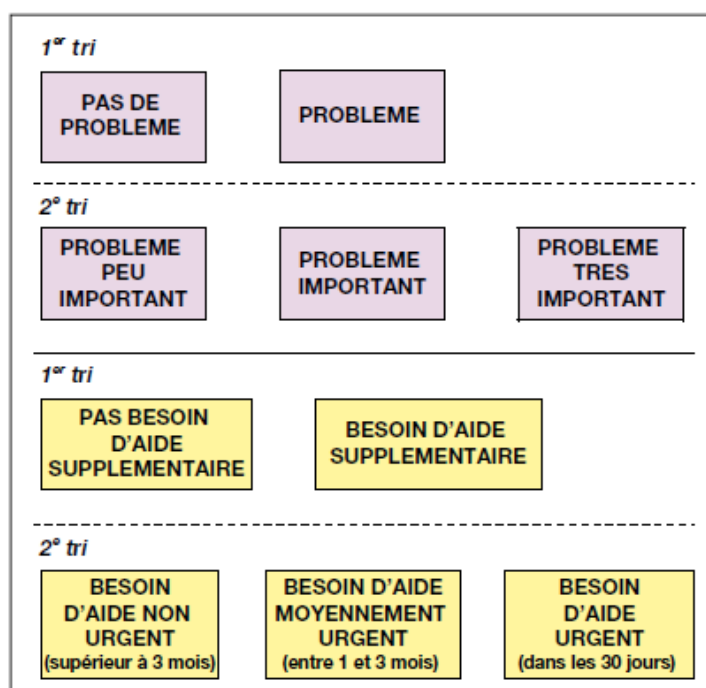 1er tri
PAS DE
PROBLEME
PROBLEME
2e tri
PROBLEME
PEU
IMPORTANT
PROBLEME
IMPORTANT
PROBLEME
TRES
IMPORTANT
1er tri
PAS BESOIN
D'AIDE
SUPPLEMENTAIRE
BESOIN D'AIDE
SUPPLEMENTAIRE
2e tri
BESOIN
D'AIDE NON
URGENT
(supérieur à 3 mois)
BESOIN D'AIDE
MOYENNEMENT
URGENT
(entre 1 et 3 mois)
BESOIN
D'AIDE
URGENT
(dans les 30 jours)